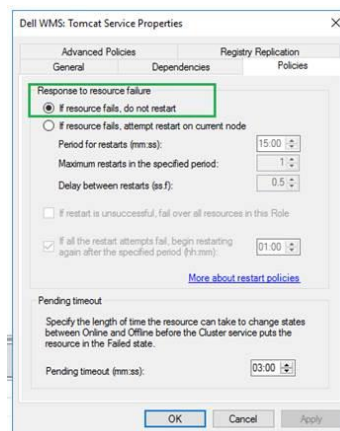 Dell WMS: Tomcat Service Properties
Advanced Policies Registry Replication
General Dependencies Policies
Response to resource failure
If resource fails, do not restart
If resource fails, attempt restart on current node
Period for restarts (mm:ss): 15:00
Maximum restarts in the specified period: 1
Delay between restarts (ss.f): 0.5
If restart is unsuccessful, fail over all resources in this Role
If all the restart attempts fail, begin restarting
again after the specified period (hh:mm): 01:00
More about restart policies
Pending timeout
Specify the length of time the resource can take to change states
between Online and Offline before the Cluster service puts the
resource in the Failed state.
Pending timeout (mm:ss): 03:00
OK Cancel Apply